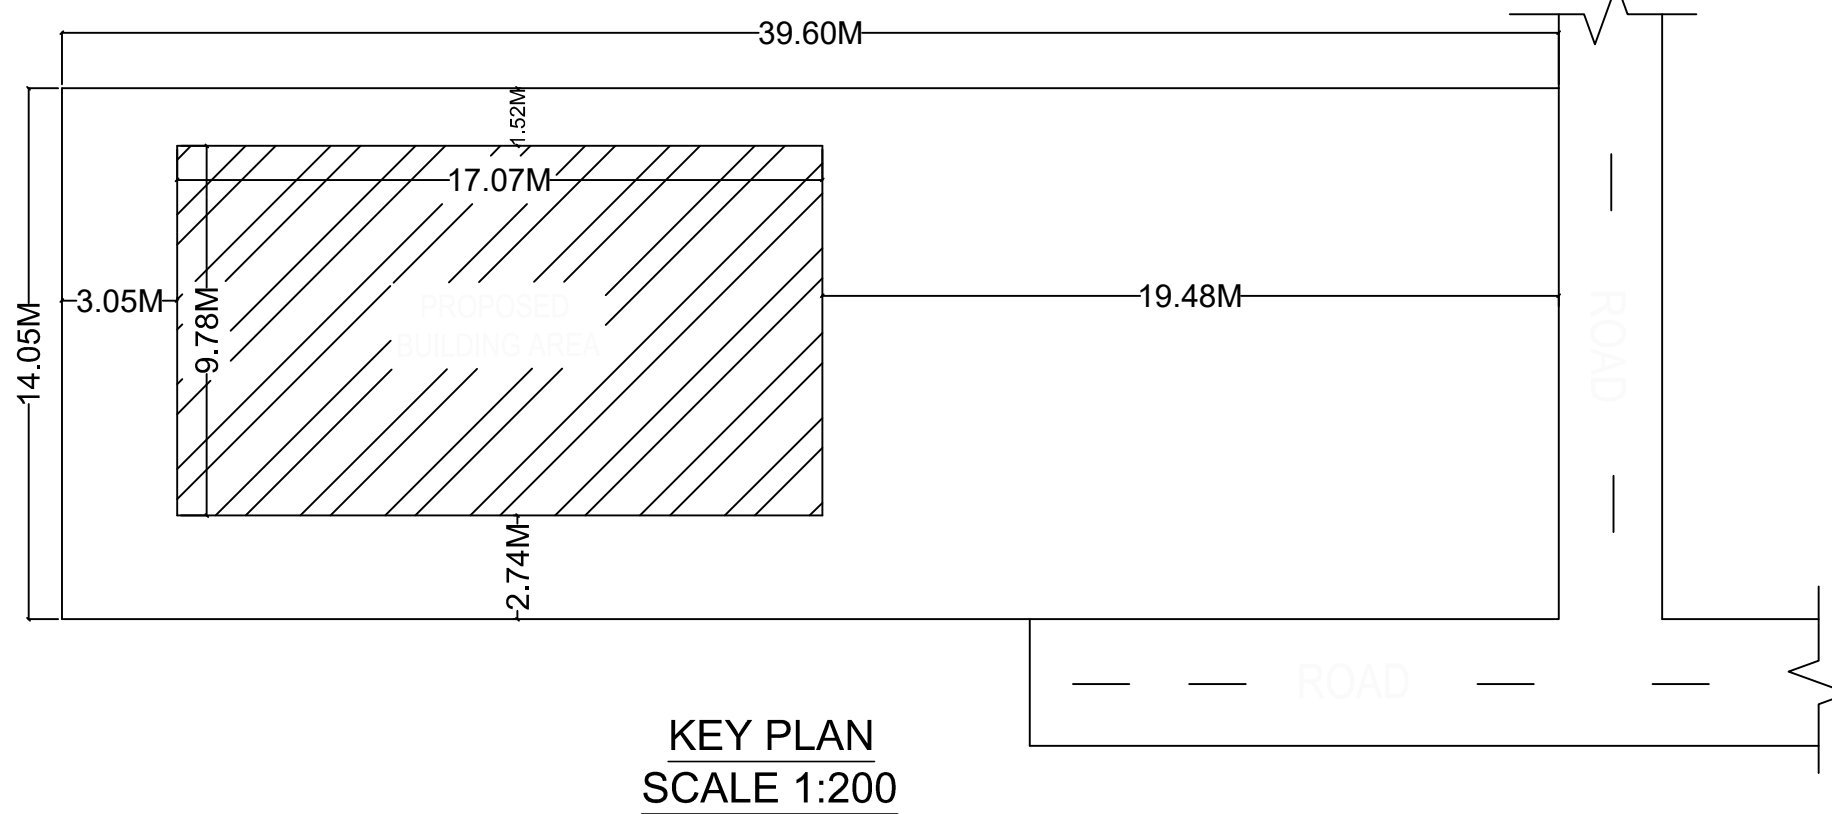 39.60M
1.52M
17.07M
3.05M
9.78M
14.05M
PROPOSED
BUILDING AREA
19.48M
ROAD
2.74M
ROAD
KEY PLAN
SCALE 1:200